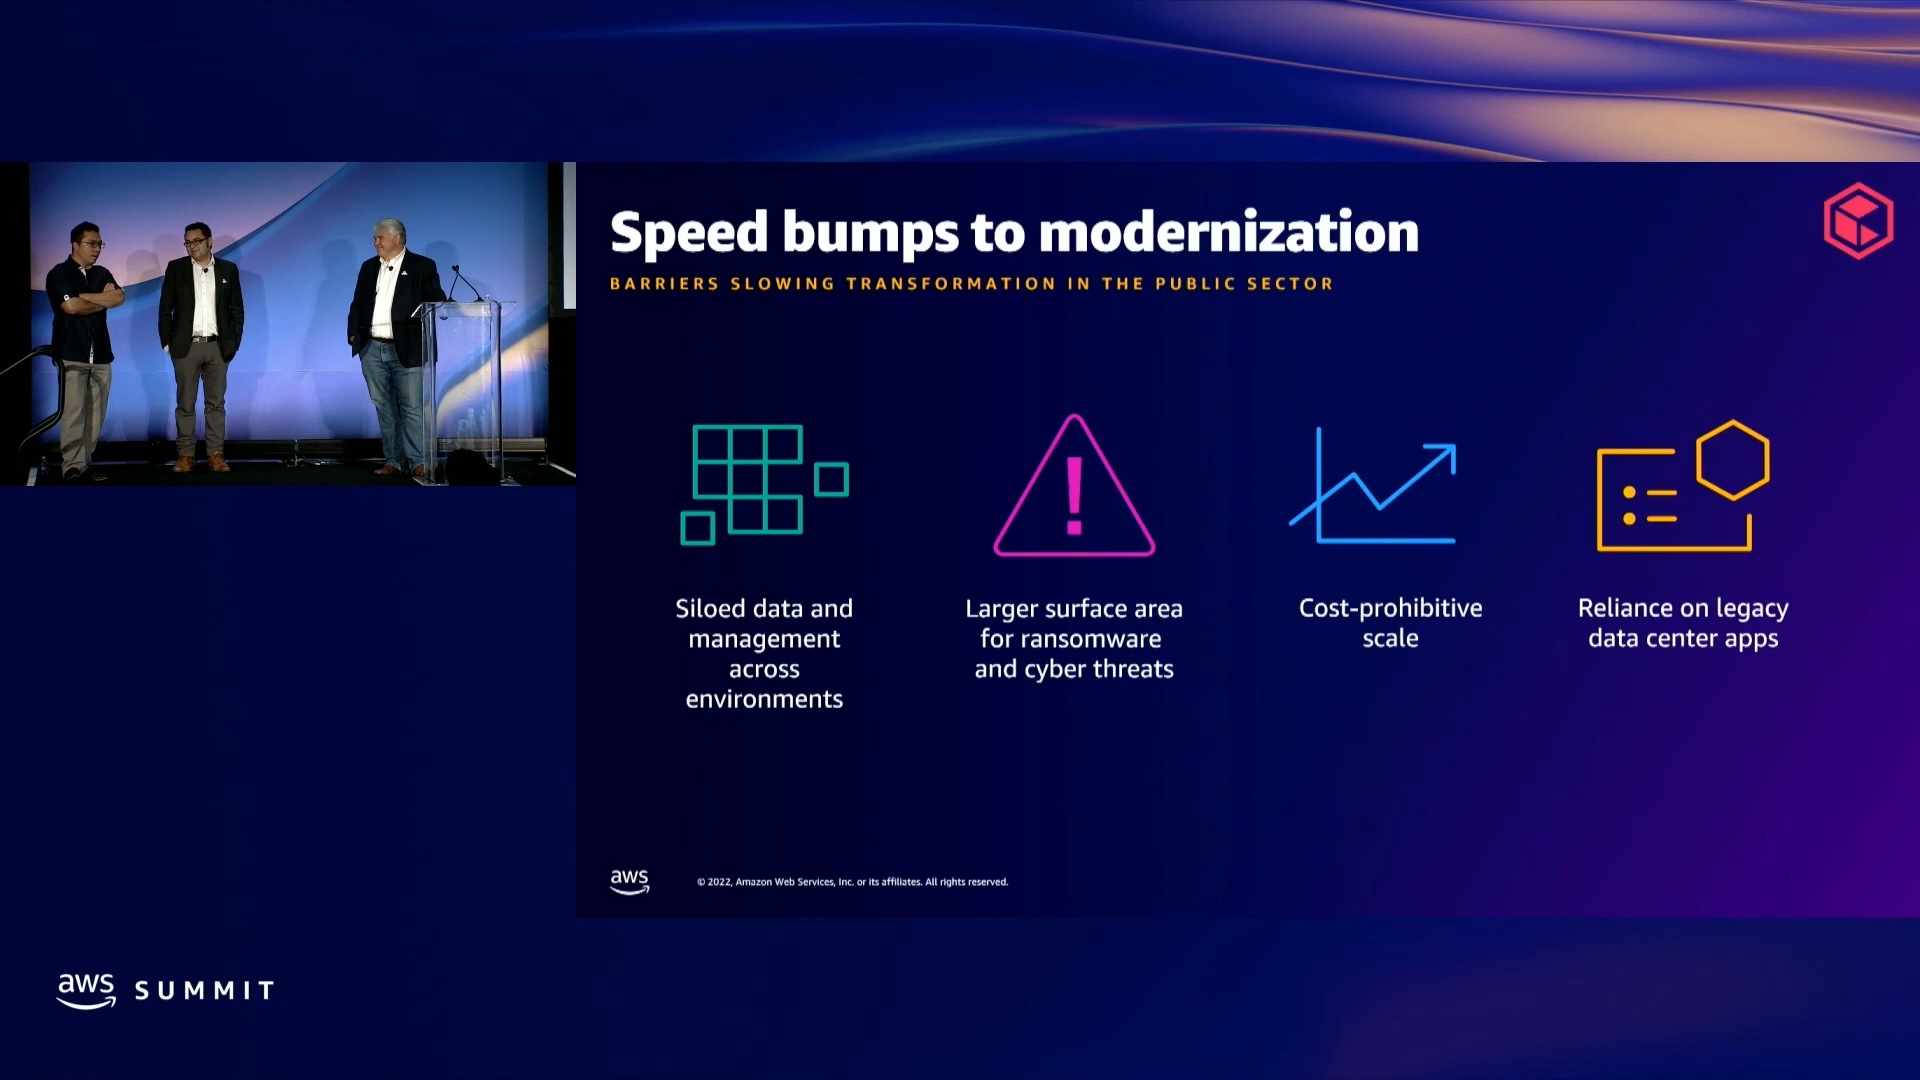 Speed bumps to modernization
BARRIERS SLOWING TRANSFORMATION IN THE PUBLIC SECTOR
Siloed data and
management
across
environments
Larger surface area
for ransomware
and cyber threats
Cost-prohibitive
scale
Reliance on legacy
data center apps
aws
© 2022, Amazon Web Services, Inc. or its affiliates. All rights reserved.
aws SUMMIT